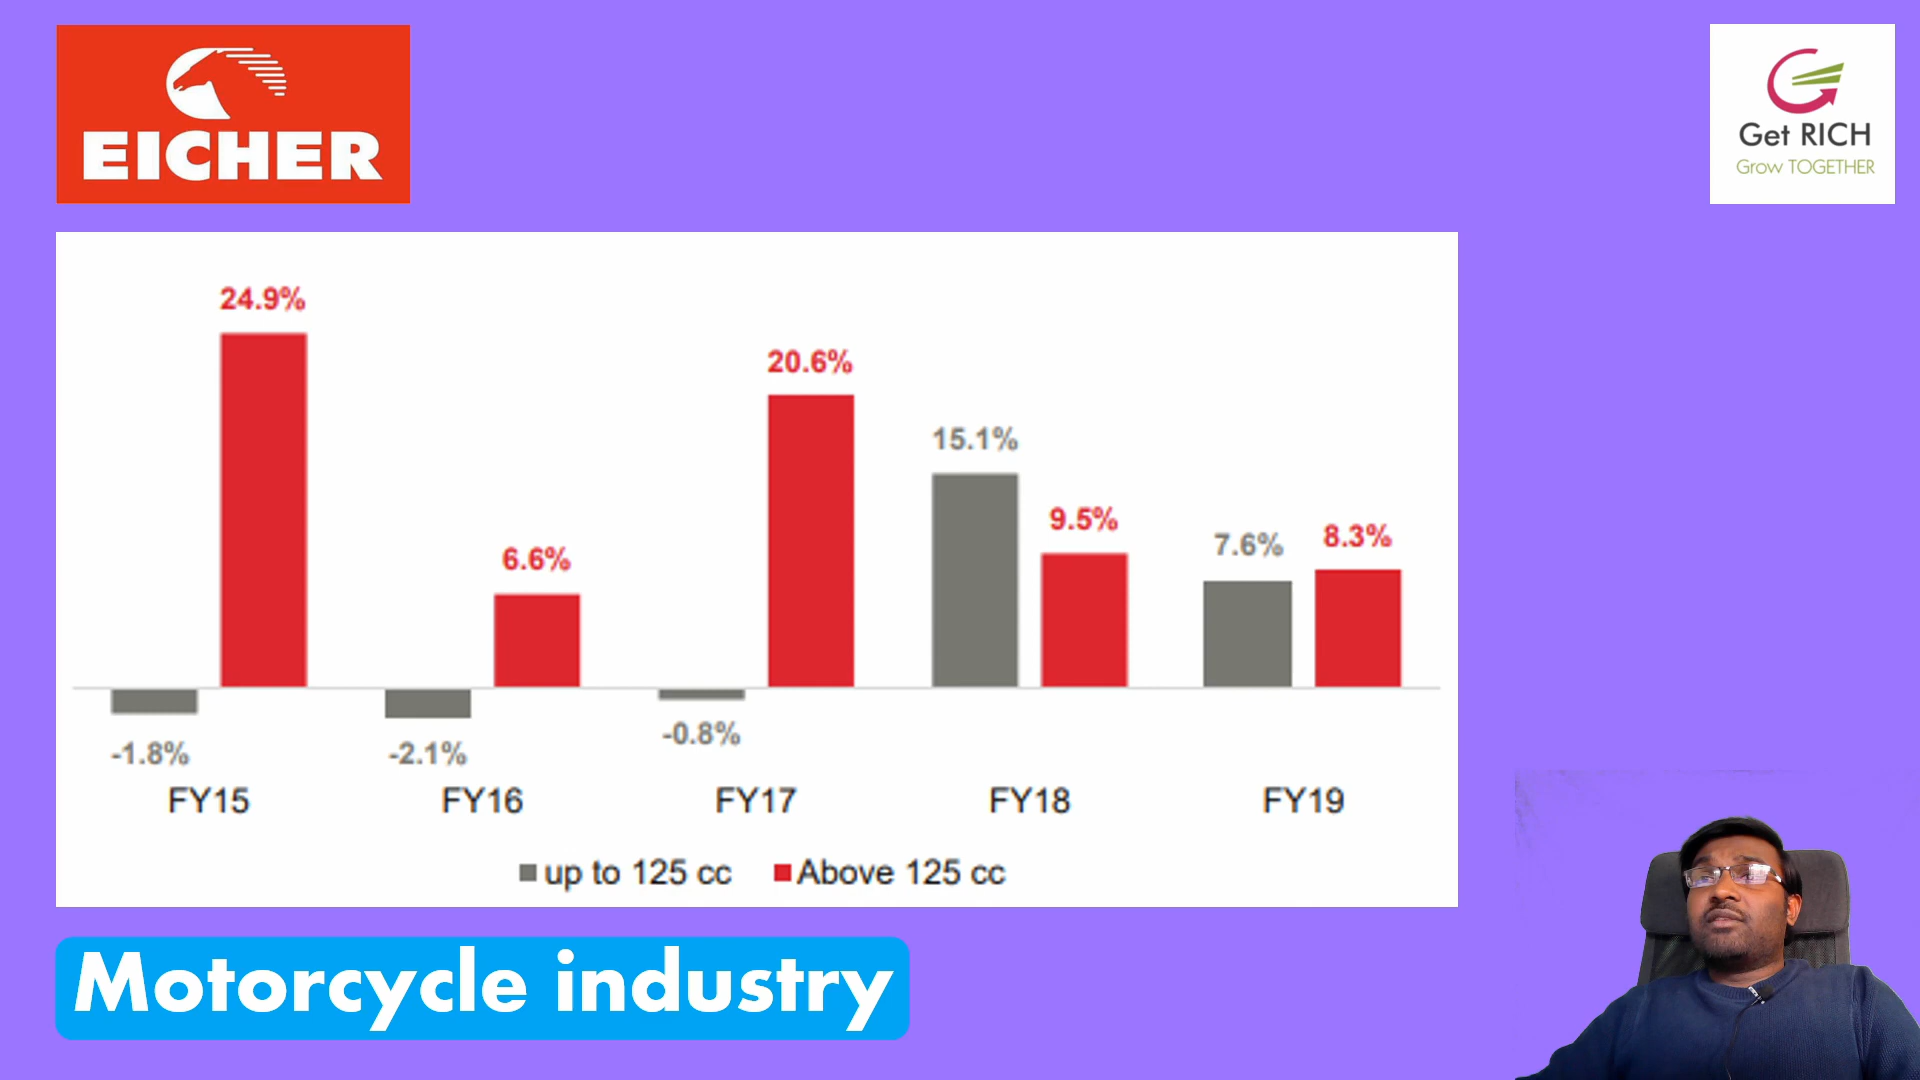 EICHER
Get RICH
Grow TOGETHER
24.9%
20.6%
15.1%
9.5%
6.6%
7.6%
8.3%
-1.8%
-2.1%
-0.8%
FY15
FY16
FY17
FY18
FY19
up to 125 cc
Above 125 cc
Motorcycle industry